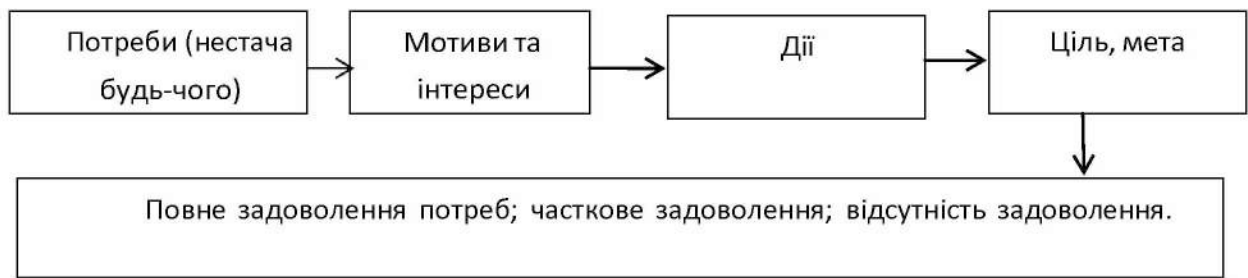 Потреби (нестача
будь-чого)
Мотиви та
інтереси
Дії
Ціль, мета
Повне задоволення потреб; часткове задоволення; відсутність задоволення.